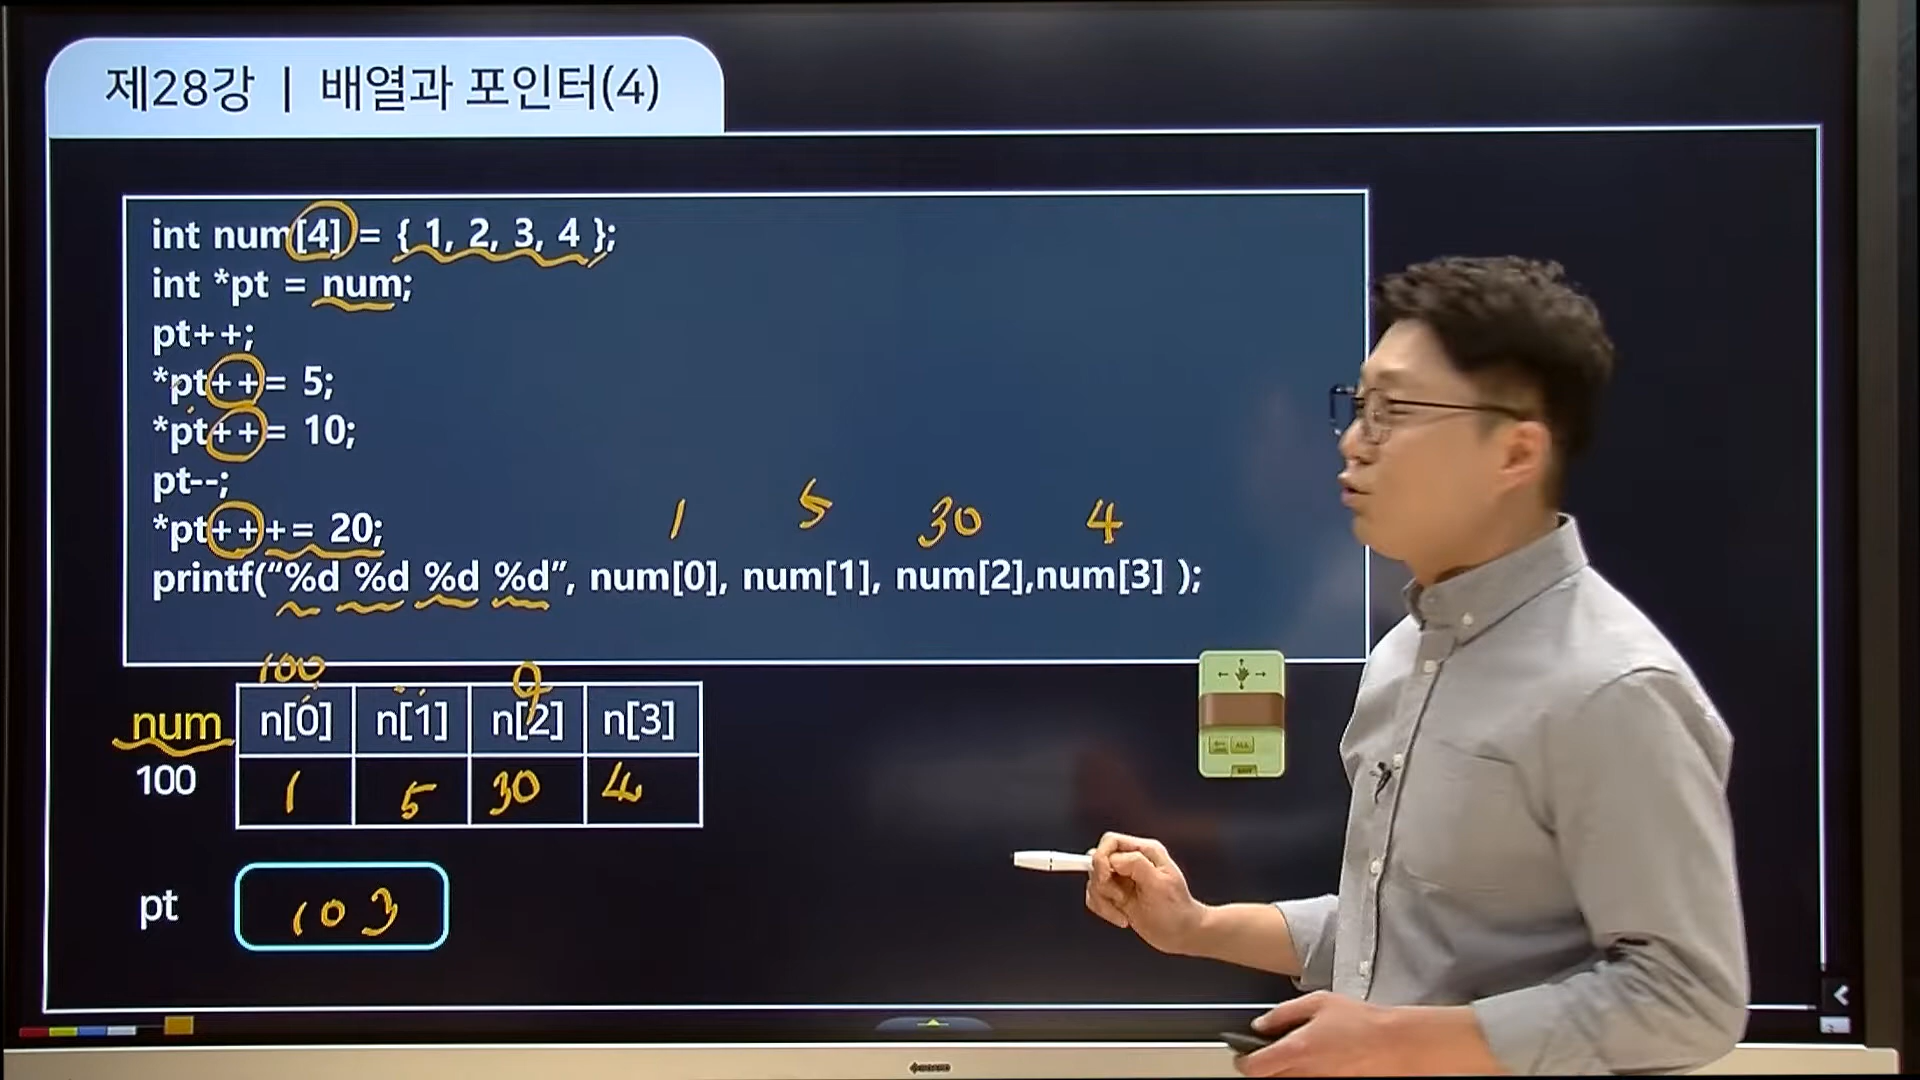 제28강 | 배열과 포인터(4)
int num[4] = { 1, 2, 3, 4 };
int *pt = num;
pt++;
*pt++= 5;
*pt++= 10;
pt--;
*pt+++= 20;
1 5 30 4
printf("%d %d %d %d", num[0], num[1], num[2],num[3] );
100
num n[0] n[1] n[2] n[3]
100 1 5 30 4
pt 103
ALL